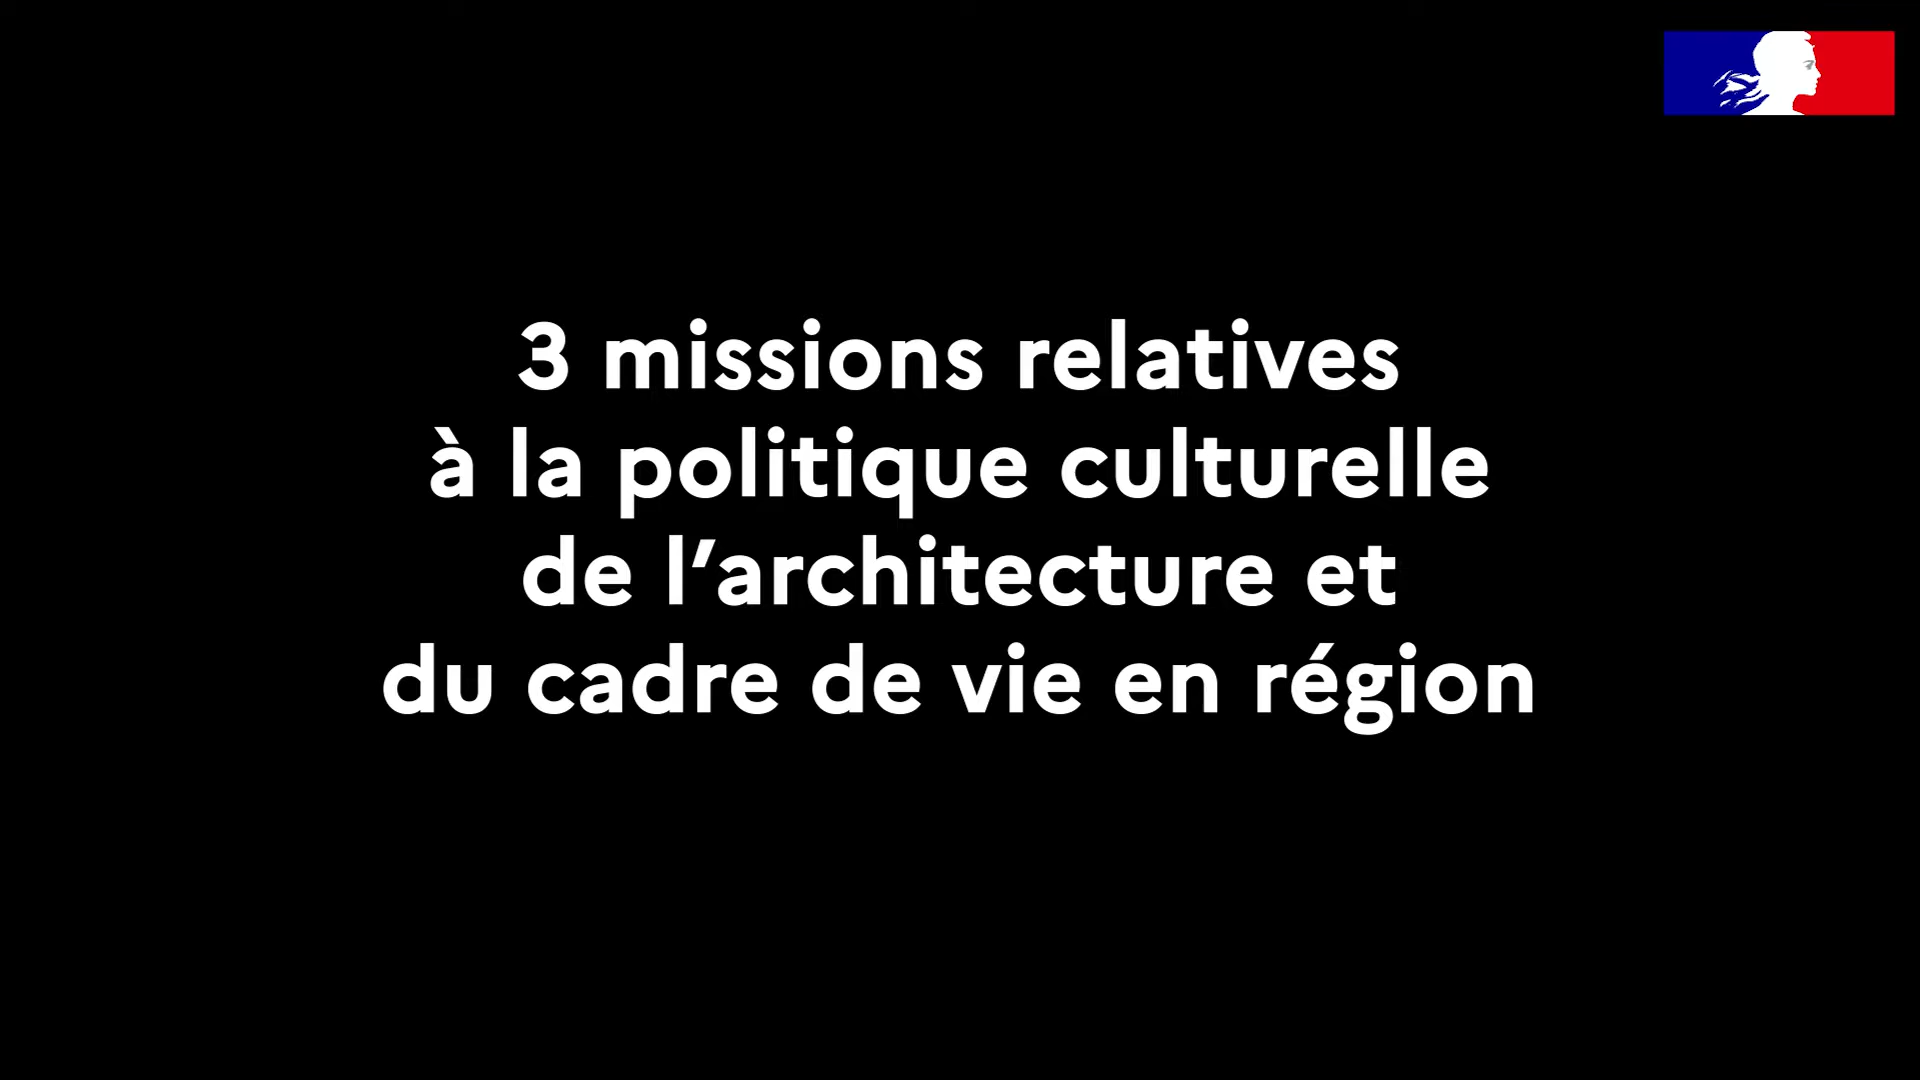 3 missions relatives
à la politique culturelle
de l’architecture et
du cadre de vie en région